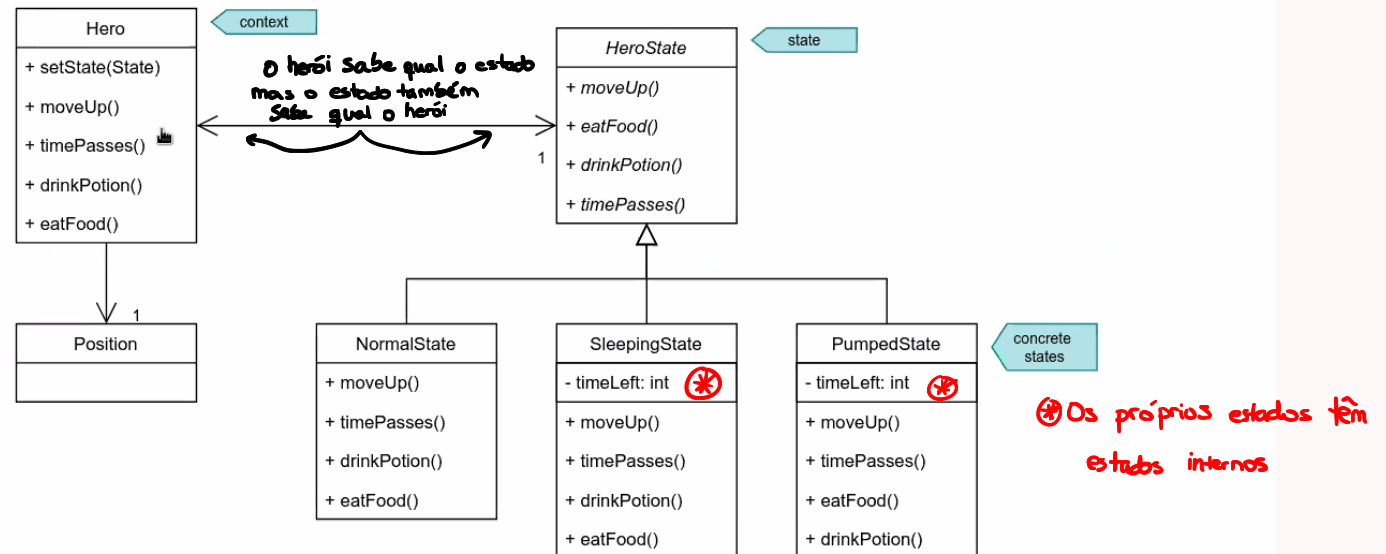 Hero
+ setState(State)
+ moveUp()
+ timePasses()
+ drinkPotion()
+ eatFood()
context
O herói sabe qual o estado
mas o estado também
sabe qual o herói
1
HeroState
+ moveUp()
+ eatFood()
+ drinkPotion()
+ timePasses()
state
1
Position
NormalState
+ moveUp()
+ timePasses()
+ drinkPotion()
+ eatFood()
SleepingState
- timeLeft: int *
+ moveUp()
+ timePasses()
+ drinkPotion()
+ eatFood()
PumpedState
- timeLeft: int *
+ moveUp()
+ timePasses()
+ eatFood()
+ drinkPotion()
concrete
states
* Os próprios estados têm
estados internos